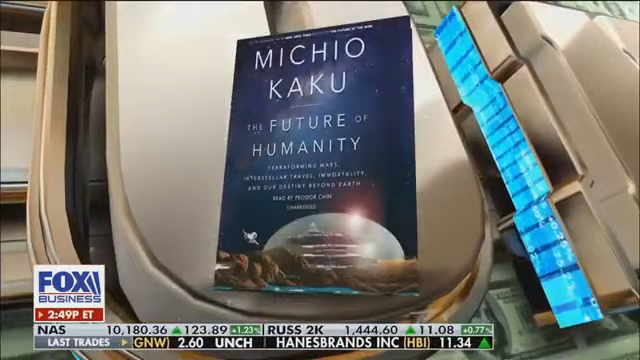 MICHIO
KAKU
THE FUTURE OF
HUMANITY
TERRAFORMING MARS,
INTERSTELLAR TRAVEL, IMMORTALITY,
AND OUR DESTINY BEYOND EARTH
READ BY FEODOR CHIN
UNABRIDGED
FOX
BUSINESS
2:49P ET
NAS 10,180.36 ▲ 123.89 +1.23% RUSS 2K 1,444.60 ▲ 11.08 +0.77%
LAST TRADES GNW) 2.60 UNCH HANESBRANDS INC (HBI) 11.34 ▲